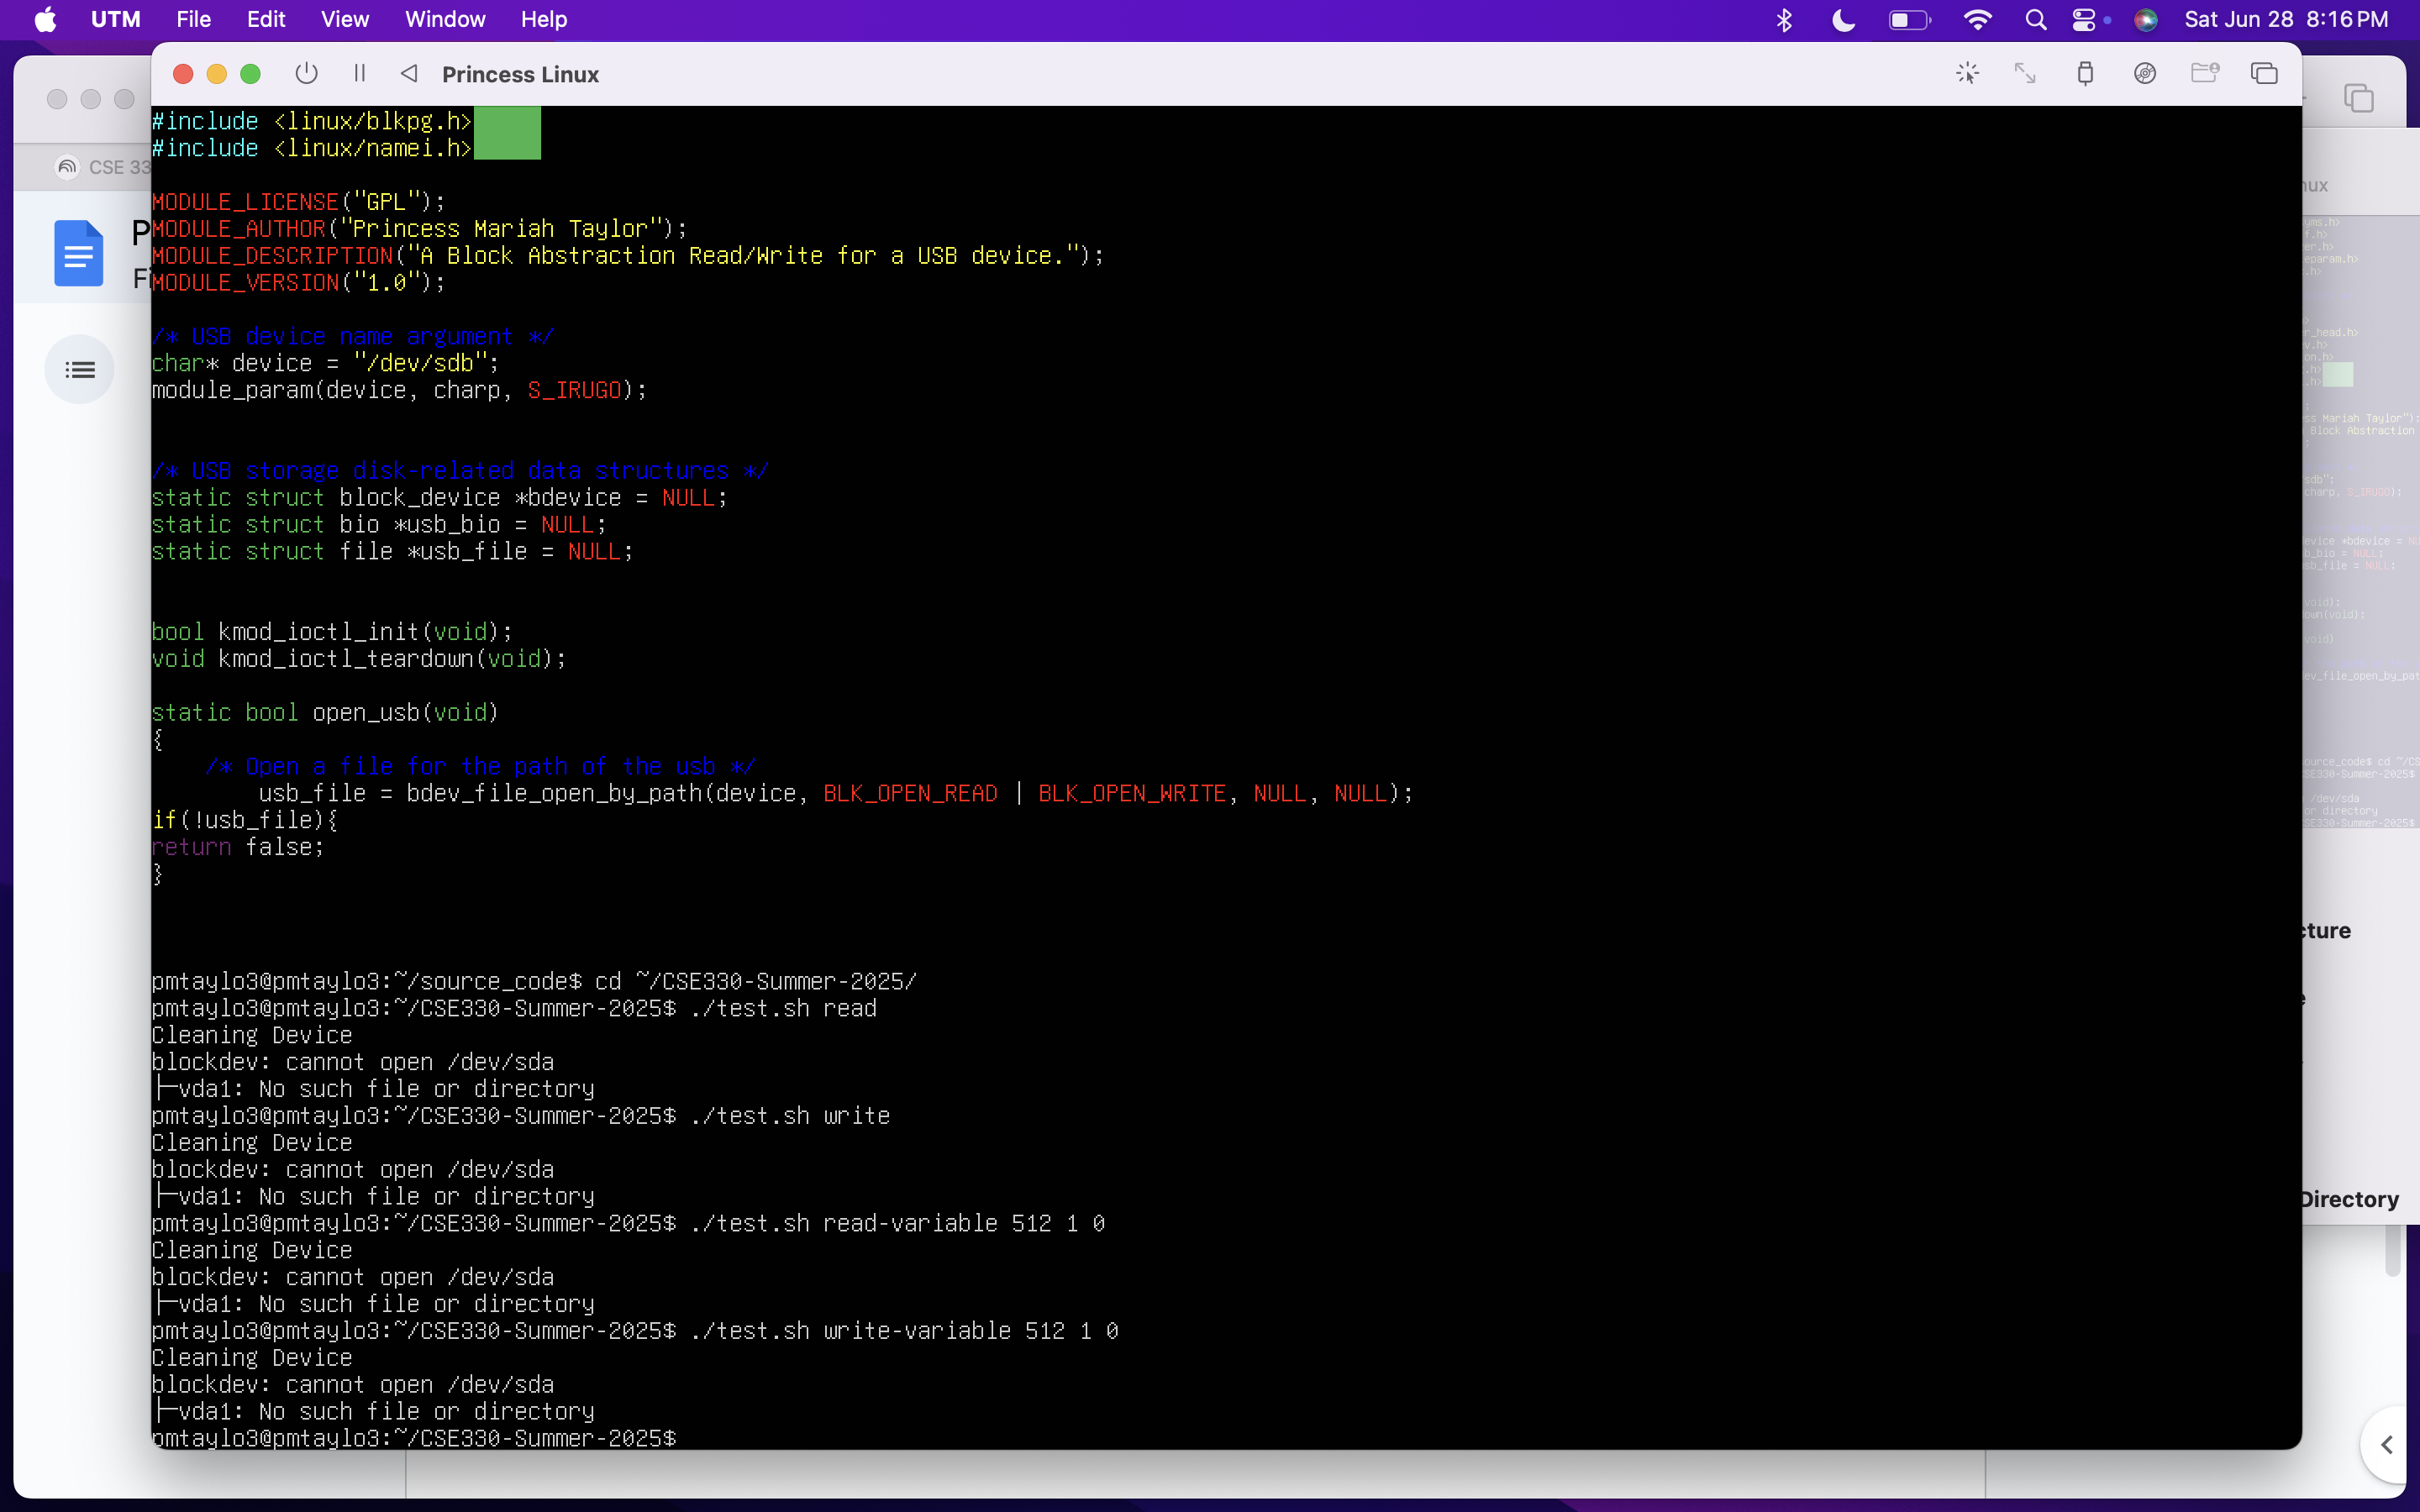 UTM File Edit View Window Help Sat Jun 28 8:16 PM
Princess Linux
CSE 33
#include <linux/blkpg.h>
#include <linux/namei.h>
MODULE_LICENSE("GPL");
MODULE_AUTHOR("Princess Mariah Taylor");
MODULE_DESCRIPTION("A Block Abstraction Read/Write for a USB device.");
MODULE_VERSION("1.0");
/* USB device name argument */
char* device = "/dev/sdb";
module_param(device, charp, S_IRUGO);
/* USB storage disk-related data structures */
static struct block_device *bdevice = NULL;
static struct bio *usb_bio = NULL;
static struct file *usb_file = NULL;
bool kmod_ioctl_init(void);
void kmod_ioctl_teardown(void);
static bool open_usb(void)
{
/* Open a file for the path of the usb */
usb_file = bdev_file_open_by_path(device, BLK_OPEN_READ | BLK_OPEN_WRITE, NULL, NULL);
if(!usb_file){
return false;
}
pmtaylo3@pmtaylo3:~/source_code$ cd ~/CSE330-Summer-2025/
pmtaylo3@pmtaylo3:~/CSE330-Summer-2025$ ./test.sh read
Cleaning Device
blockdev: cannot open /dev/sda
├─vda1: No such file or directory
pmtaylo3@pmtaylo3:~/CSE330-Summer-2025$ ./test.sh write
Cleaning Device
blockdev: cannot open /dev/sda
├─vda1: No such file or directory
pmtaylo3@pmtaylo3:~/CSE330-Summer-2025$ ./test.sh read-variable 512 1 0
Cleaning Device
blockdev: cannot open /dev/sda
├─vda1: No such file or directory
pmtaylo3@pmtaylo3:~/CSE330-Summer-2025$ ./test.sh write-variable 512 1 0
Cleaning Device
blockdev: cannot open /dev/sda
├─vda1: No such file or directory
pmtaylo3@pmtaylo3:~/CSE330-Summer-2025$
nux
cture
Directory